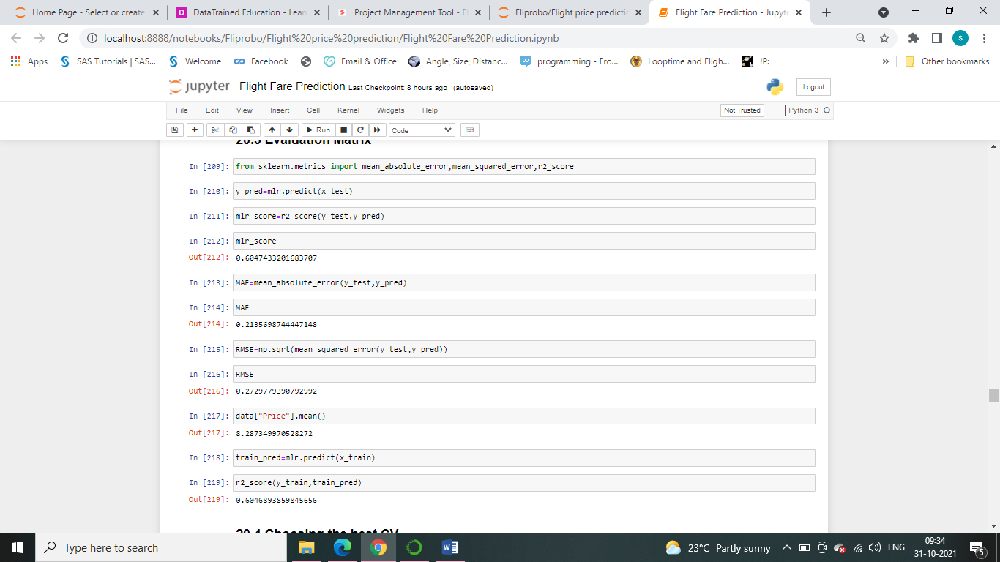 Home Page - Select or create
DataTrained Education - Lear
Project Management Tool - Fl
Fliprobo/Flight price predictio
Flight Fare Prediction - Jupyte
localhost:8888/notebooks/Fliprobo/Flight%20price%20prediction/Flight%20Fare%20Prediction.ipynb
S
Apps
SAS Tutorials | SAS...
Welcome
Facebook
Email & Office
Angle, Size, Distanc...
programming - Fro...
Looptime and Fligh...
JP:
»
Other bookmarks
jupyter
Flight Fare Prediction Last Checkpoint: 8 hours ago (autosaved)
Logout
File Edit View Insert Cell Kernel Widgets Help
Not Trusted
Python 3
Run
Code
20.3 Evaluation Matrix
In [209]: from sklearn.metrics import mean_absolute_error,mean_squared_error,r2_score
In [210]: y_pred=mlr.predict(x_test)
In [211]: mlr_score=r2_score(y_test,y_pred)
In [212]: mlr_score
Out[212]: 0.6047433201683707
In [213]: MAE=mean_absolute_error(y_test,y_pred)
In [214]: MAE
Out[214]: 0.2135698744447148
In [215]: RMSE=np.sqrt(mean_squared_error(y_test,y_pred))
In [216]: RMSE
Out[216]: 0.2729779390792992
In [217]: data["Price"].mean()
Out[217]: 8.287349970528272
In [218]: train_pred=mlr.predict(x_train)
In [219]: r2_score(y_train,train_pred)
Out[219]: 0.6046893859845656
20.4 Choosing the best CV
Type here to search
23°C Partly sunny
ENG
09:34
31-10-2021
5